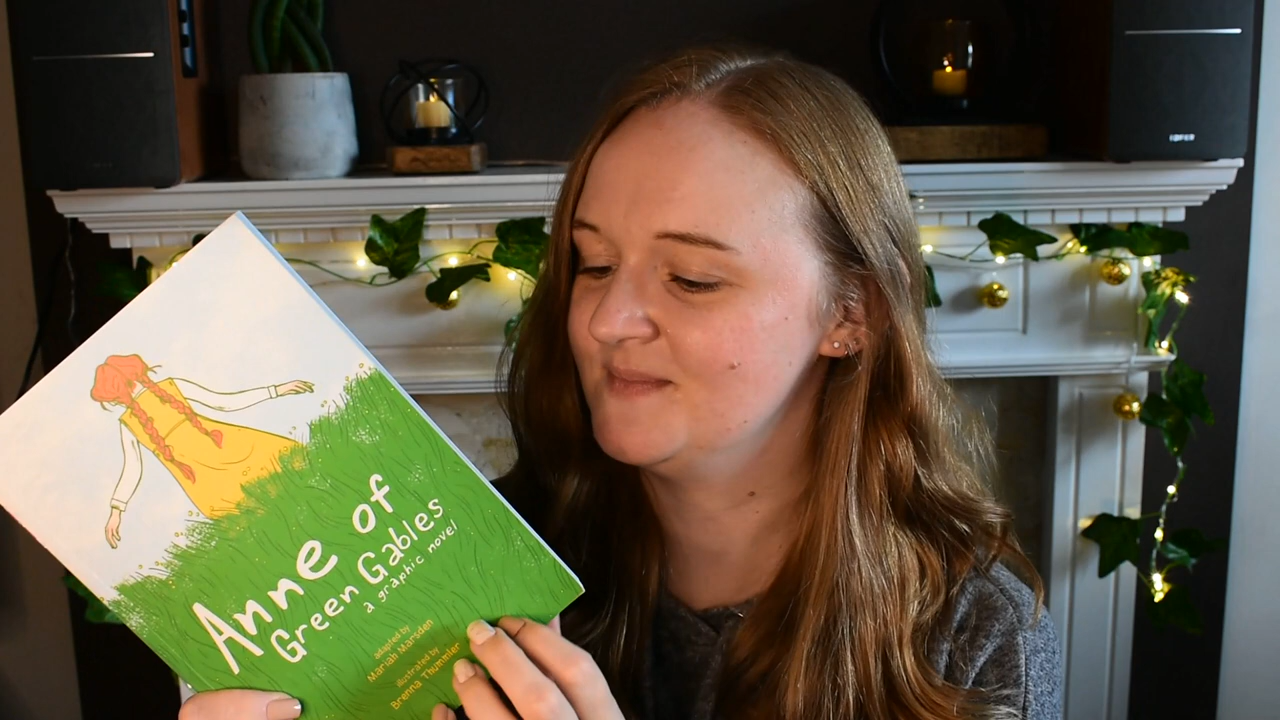 Anne of
Green Gables
a graphic novel
adapted by
Mariah Marsden
illustrated by
Brenna Thummler